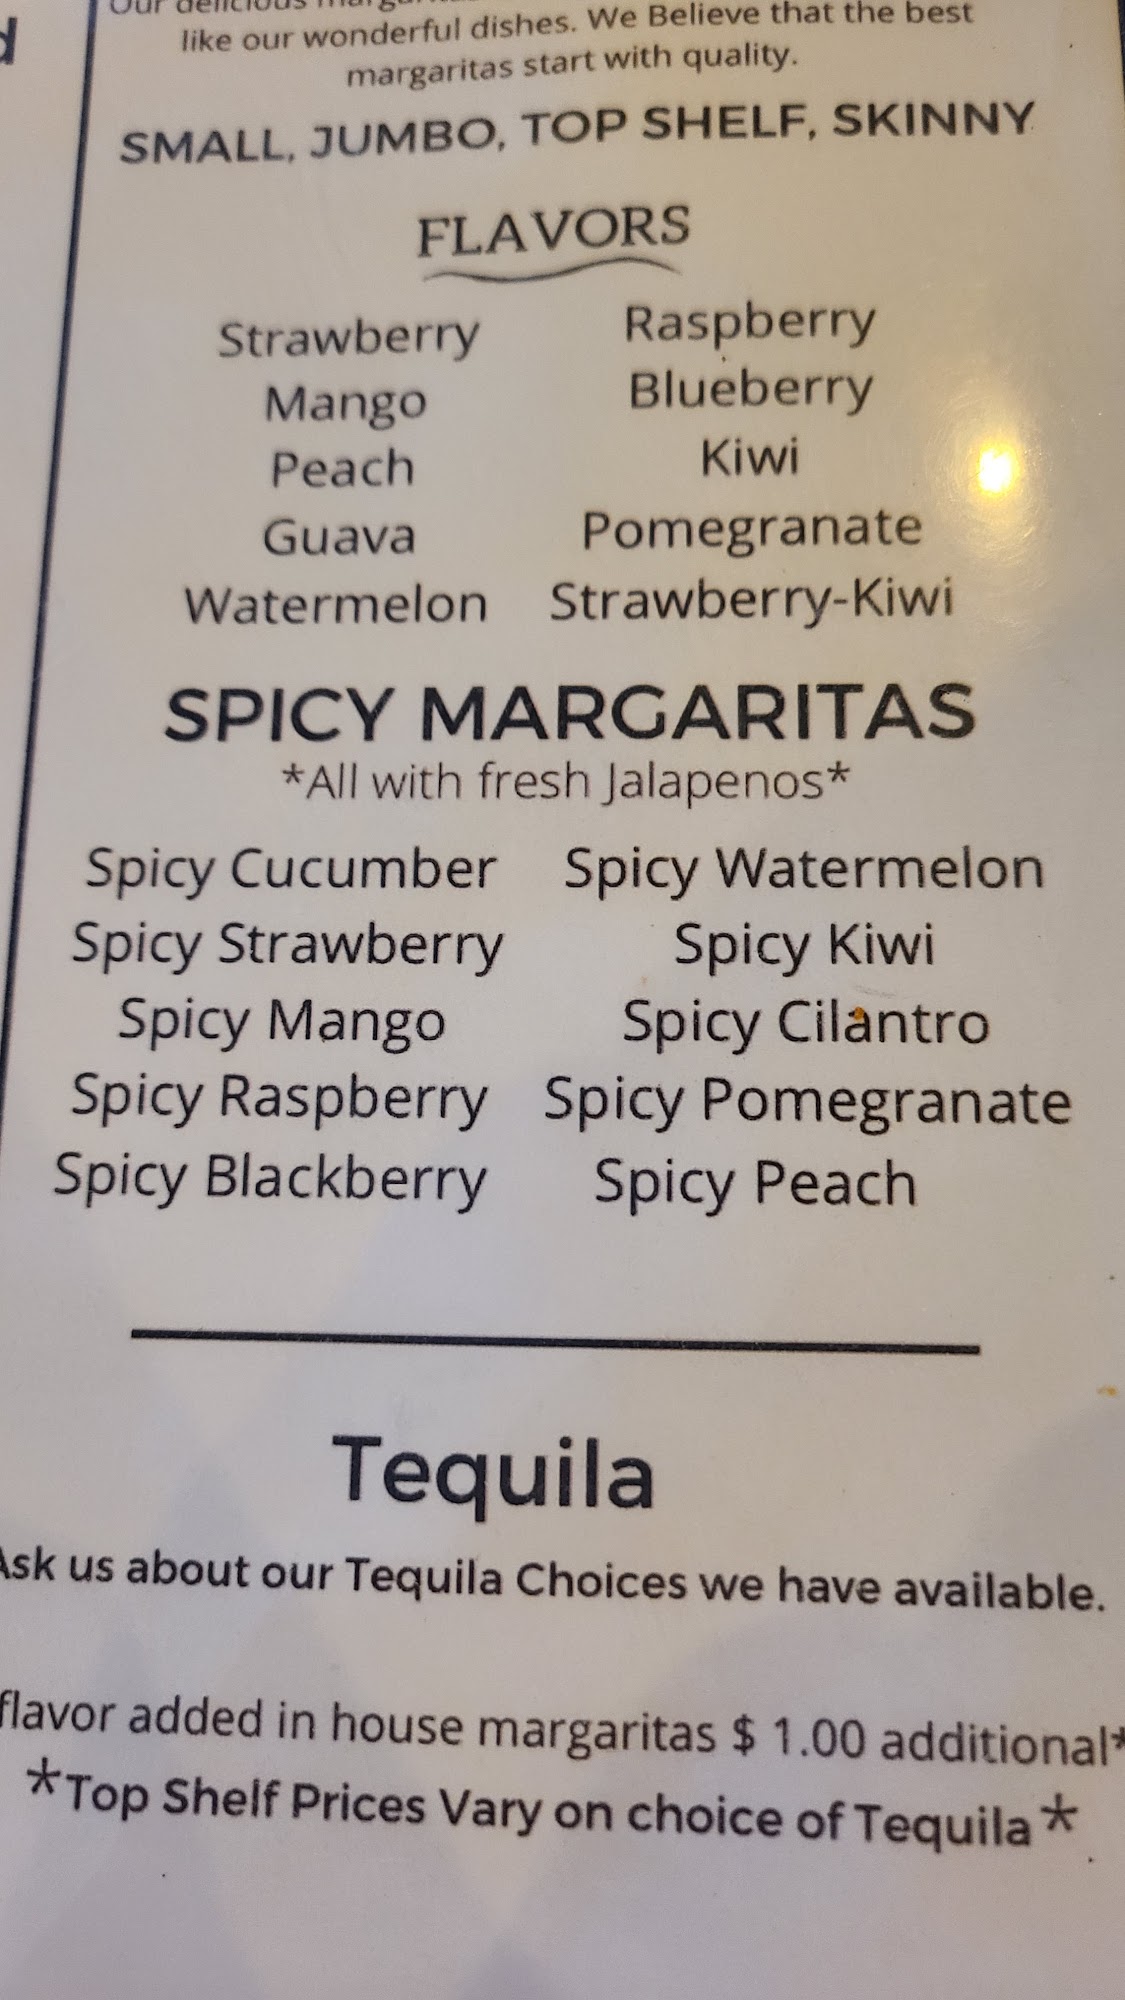 Our delicious
like our wonderful dishes. We Believe that the best
margaritas start with quality.
SMALL, JUMBO, TOP SHELF, SKINNY
FLAVORS
Strawberry Raspberry
Mango Blueberry
Peach Kiwi
Guava Pomegranate
Watermelon Strawberry-Kiwi
SPICY MARGARITAS
*All with fresh Jalapenos*
Spicy Cucumber Spicy Watermelon
Spicy Strawberry Spicy Kiwi
Spicy Mango Spicy Cilantro
Spicy Raspberry Spicy Pomegranate
Spicy Blackberry Spicy Peach
Tequila
Ask us about our Tequila Choices we have available.
flavor added in house margaritas $ 1.00 additional*
*Top Shelf Prices Vary on choice of Tequila*